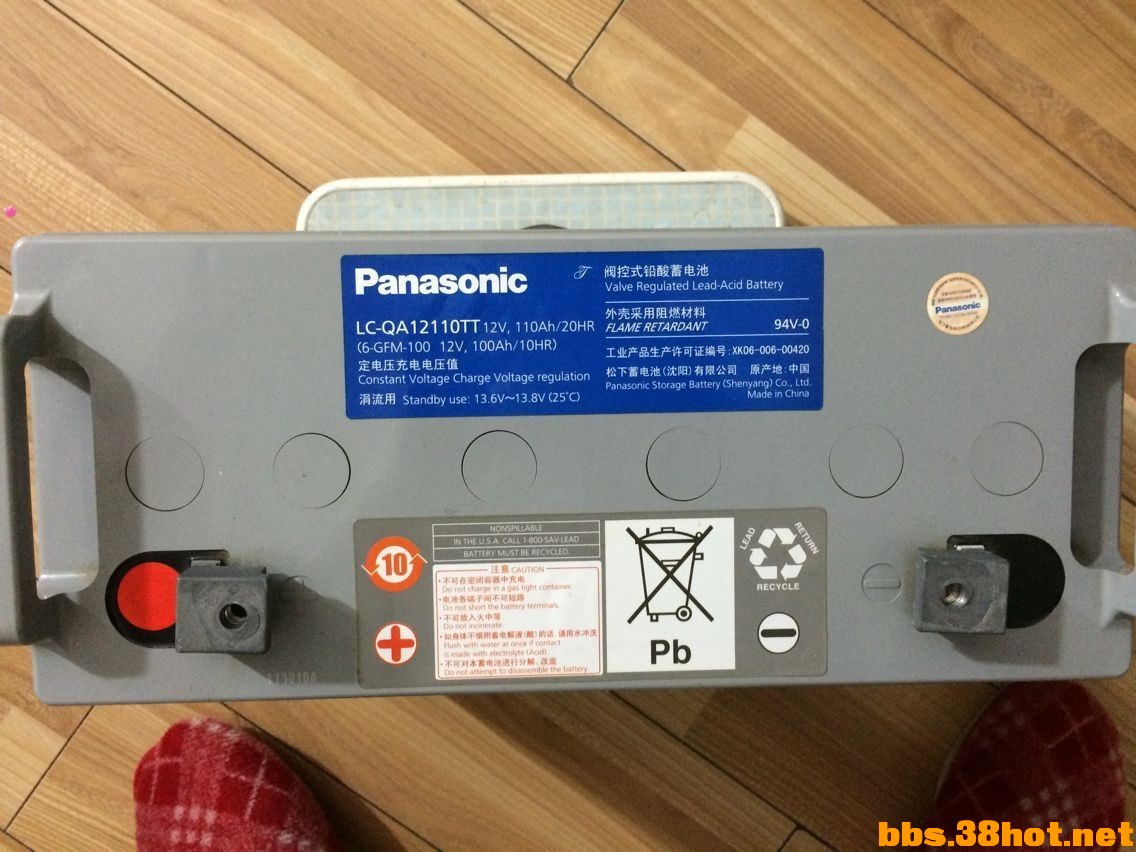 Panasonic
LC-QA12110TT 12V, 110Ah/20HR
(6-GFM-100 12V, 100Ah/10HR)
定电压充电电压值
Constant Voltage Charge Voltage regulation
涓流用 Standby use: 13.6V～13.8V (25˚C)
阀控式铅酸蓄电池
Valve Regulated Lead-Acid Battery
外壳采用阻燃材料
FLAME RETARDANT 94V-0
工业产品生产许可证编号: XK06-006-00420
松下蓄电池(沈阳)有限公司 原产地: 中国
Panasonic Storage Battery (Shenyang) Co., Ltd.
Made in China
Panasonic
10
NONSPILLABLE
IN THE U.S.A. CALL 1-800-SAV-LEAD
BATTERY MUST BE RECYCLED.
注意 CAUTION
·不可在密闭容器中充电
Do not charge in a gas tight container.
·电池各端子间不可短路
Do not short the battery terminals.
·不可放入火中等
Do not incinerate.
·如身体不慎附着电解液(酸)的话, 请用水冲洗
Flush with water at once if contact
is made with electrolyte (Acid).
·不可对本蓄电池进行分解、改造
Do not attempt to disassemble the battery.
Pb
LEAD
RETURN
RECYCLE
bbs.38hot.net